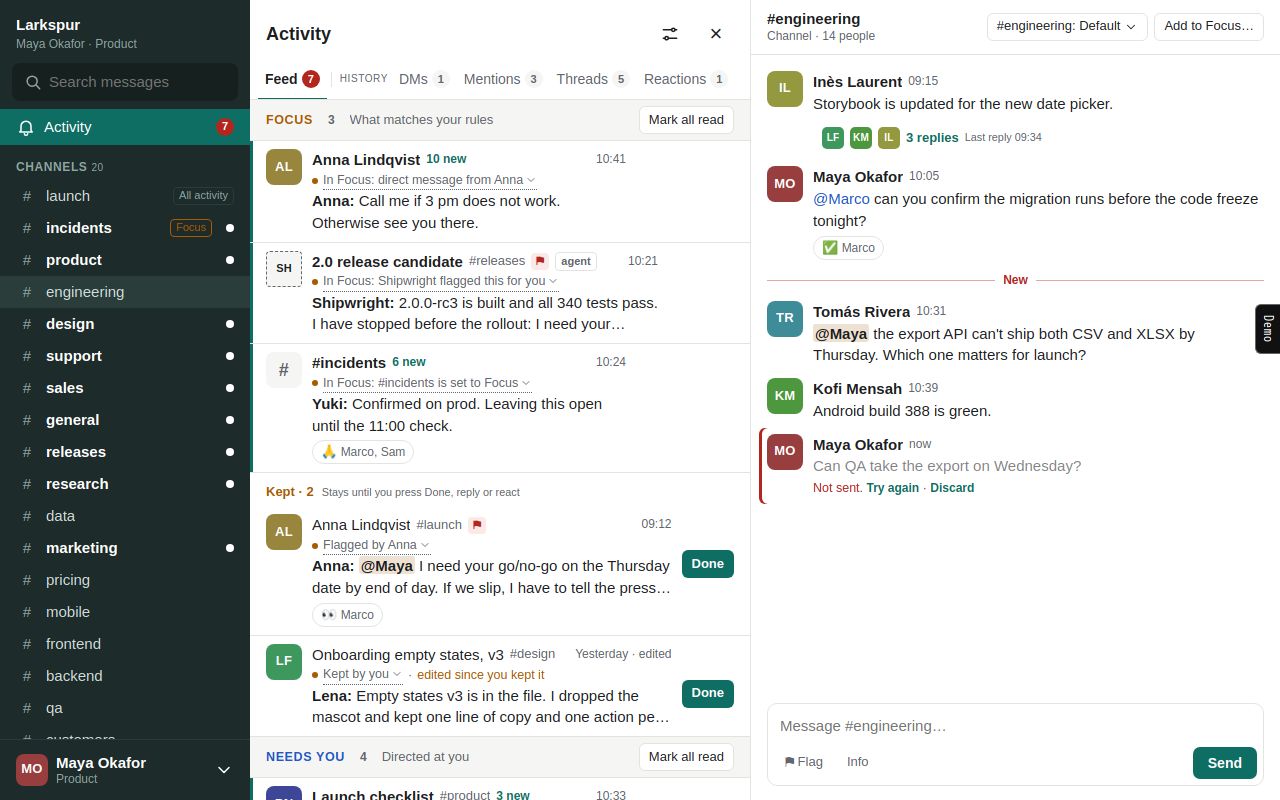 Larkspur
Maya Okafor · Product
Search messages
Activity 7
CHANNELS 20
# launch All activity
# incidents Focus
# product
# engineering
# design
# support
# sales
# general
# releases
# research
# data
# marketing
# pricing
# mobile
# frontend
# backend
# qa
# customers
MO Maya Okafor
Product
Activity
Feed 7 HISTORY DMs 1 Mentions 3 Threads 5 Reactions 1
FOCUS 3 What matches your rules Mark all read
AL Anna Lindqvist 10 new 10:41
In Focus: direct message from Anna
Anna: Call me if 3 pm does not work.
Otherwise see you there.
SH 2.0 release candidate #releases agent 10:21
In Focus: Shipwright flagged this for you
Shipwright: 2.0.0-rc3 is built and all 340 tests pass.
I have stopped before the rollout: I need your…
# #incidents 6 new 10:24
In Focus: #incidents is set to Focus
Yuki: Confirmed on prod. Leaving this open
until the 11:00 check.
🙏 Marco, Sam
Kept · 2 Stays until you press Done, reply or react
AL Anna Lindqvist #launch 09:12
Flagged by Anna
Anna: @Maya I need your go/no-go on the Thursday
date by end of day. If we slip, I have to tell the press…
Done
👀 Marco
LF Onboarding empty states, v3 #design Yesterday · edited
Kept by you · edited since you kept it
Lena: Empty states v3 is in the file. I dropped the
mascot and kept one line of copy and one action pe…
Done
NEEDS YOU 4 Directed at you Mark all read
Launch checklist #product 3 new 10:33
#engineering
Channel · 14 people
#engineering: Default
Add to Focus…
IL Inès Laurent 09:15
Storybook is updated for the new date picker.
LF KM IL 3 replies Last reply 09:34
MO Maya Okafor 10:05
@Marco can you confirm the migration runs before the code freeze
tonight?
✅ Marco
New
TR Tomás Rivera 10:31
@Maya the export API can't ship both CSV and XLSX by
Thursday. Which one matters for launch?
KM Kofi Mensah 10:39
Android build 388 is green.
MO Maya Okafor now
Can QA take the export on Wednesday?
Not sent. Try again · Discard
Demo
Message #engineering…
Flag Info Send